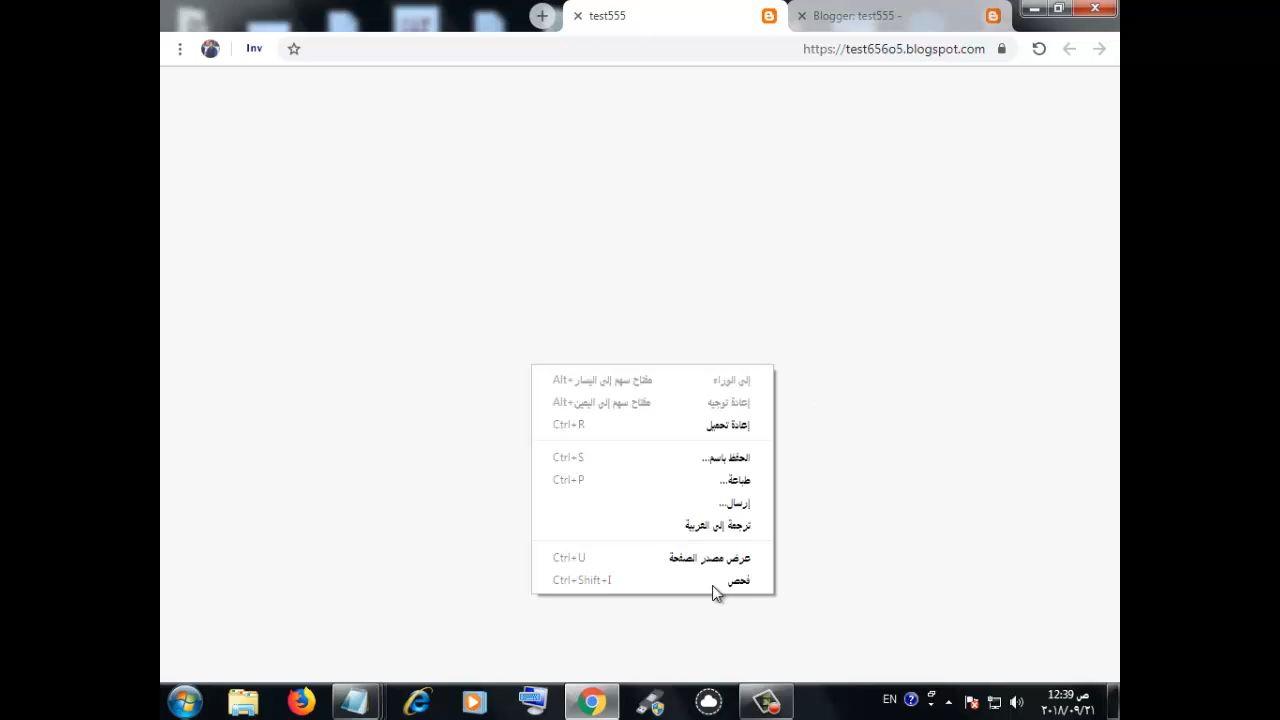 test555
Blogger: test555 -
Inv
https://test656o5.blogspot.com
إلى الوراء Alt+مفتاح سهم إلى اليسار
إعادة توجيه Alt+مفتاح سهم إلى اليمين
إعادة تحميل Ctrl+R
الحفظ باسم... Ctrl+S
طباعة... Ctrl+P
إرسال...
ترجمة إلى العربية
عرض مصدر الصفحة Ctrl+U
فحص Ctrl+Shift+I
EN
12:39 ص
٢٠١٨/٠٩/٢١